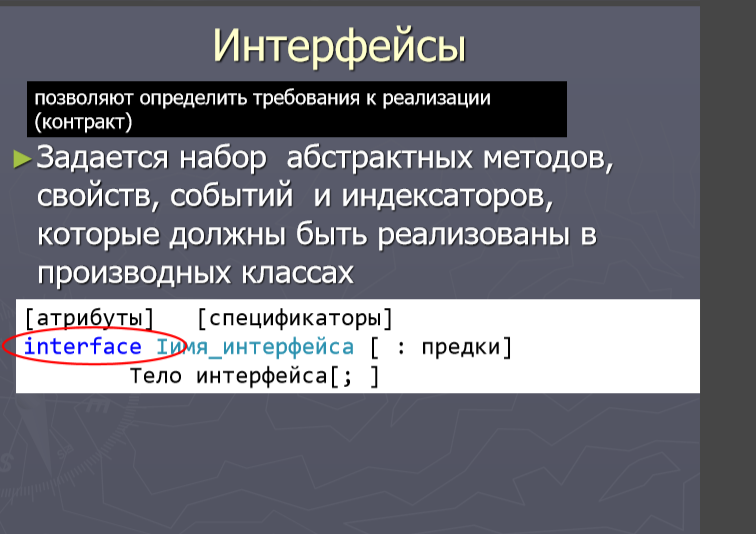 Интерфейсы
позволяют определить требования к реализации
(контракт)
Задается набор абстрактных методов,
свойств, событий и индексаторов,
которые должны быть реализованы в
производных классах
[атрибуты] [спецификаторы]
interface Iимя_интерфейса [ : предки]
Тело интерфейса[; ]